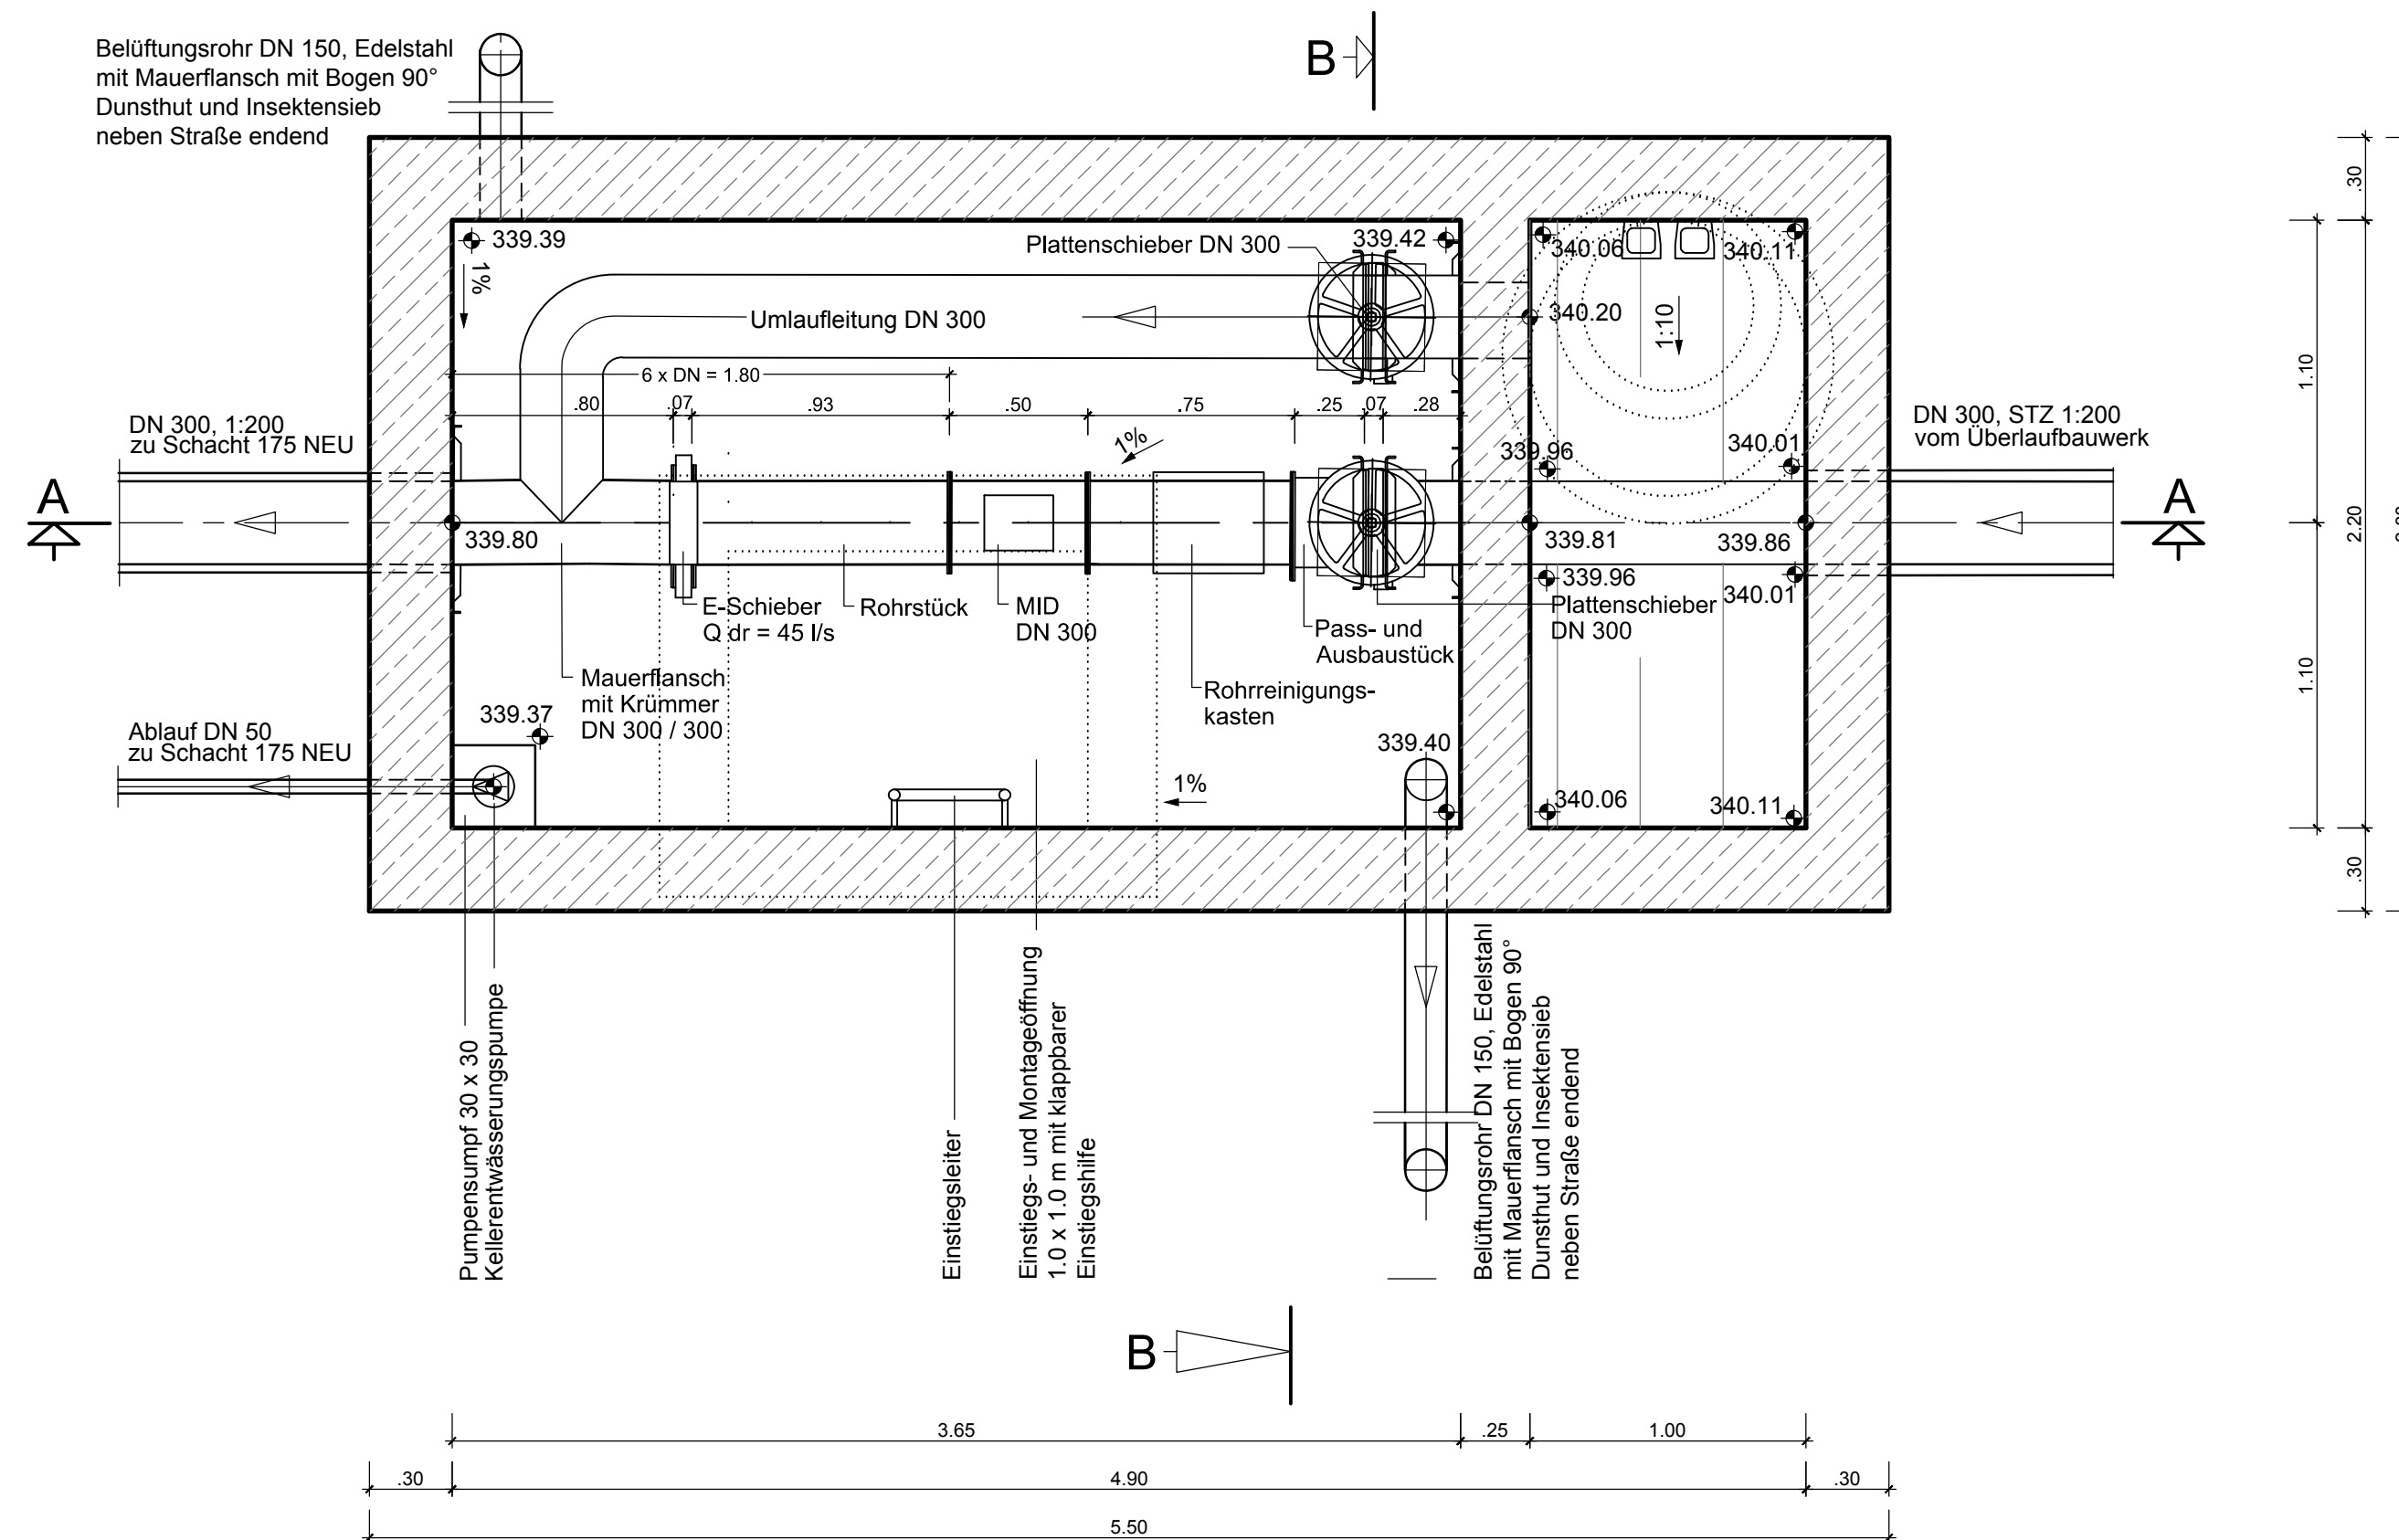 Belüftungsrohr DN 150, Edelstahl
mit Mauerflansch mit Bogen 90°
Dunsthut und Insektensieb
neben Straße endend
B
.30
339.39
1%
Plattenschieber DN 300
339.42
340.06
340.11
Umlaufleitung DN 300
340.20
1:10
1.10
6 x DN = 1.80
.80
.07
.93
.50
.75
.25
.07
.28
DN 300, 1:200
zu Schacht 175 NEU
1%
339.96
340.01
DN 300, STZ 1:200
vom Überlaufbauwerk
A
A
2.20
339.80
339.81
339.86
339.96
340.01
E-Schieber
Q dr = 45 l/s
Rohrstück
MID
DN 300
Plattenschieber
DN 300
Pass- und
Ausbaustück
Mauerflansch
mit Krümmer
DN 300 / 300
Rohrreinigungs-
kasten
1.10
339.37
339.40
Ablauf DN 50
zu Schacht 175 NEU
1%
340.06
340.11
.30
Pumpensumpf 30 x 30
Kellerentwässerungspumpe
Einstiegsleiter
Einstiegs- und Montageöffnung
1.0 x 1.0 m mit klappbarer
Einstiegshilfe
Belüftungsrohr DN 150, Edelstahl
mit Mauerflansch mit Bogen 90°
Dunsthut und Insektensieb
neben Straße endend
B
3.65
.25
1.00
.30
4.90
.30
5.50